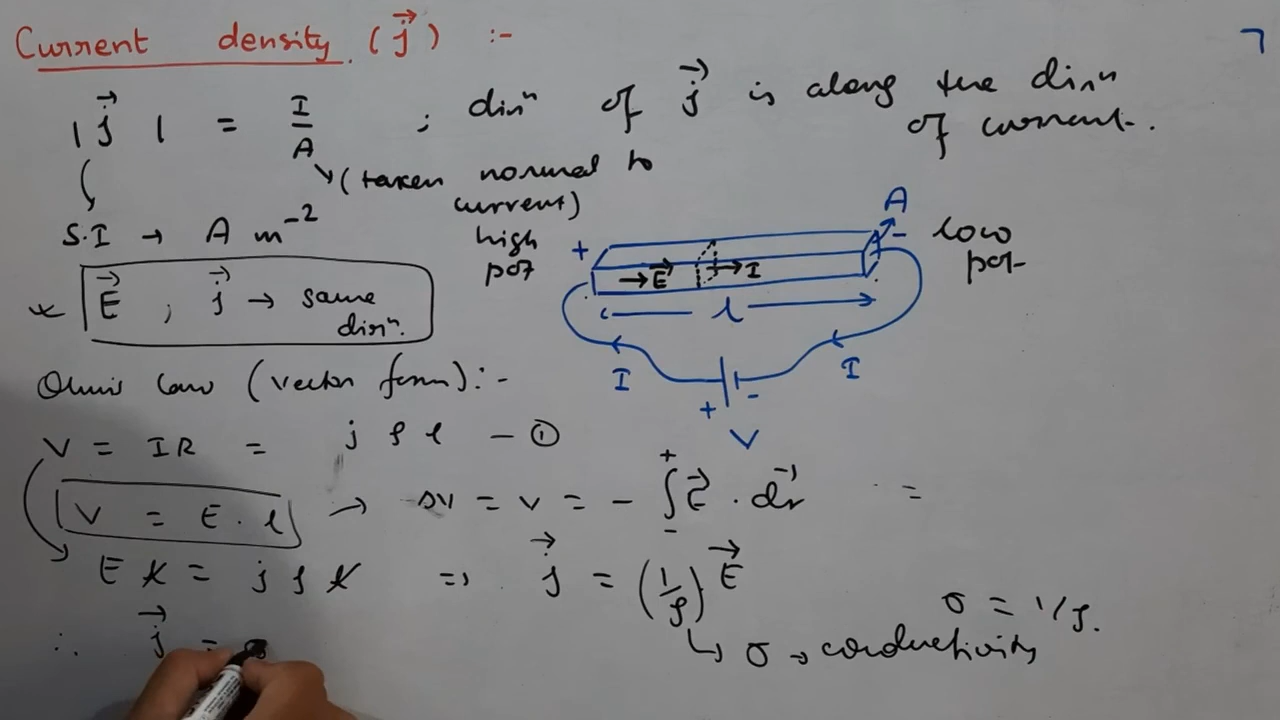 Current density (j⃗) :-
|j⃗| = I/A ; dirⁿ of j⃗ is along the dirⁿ of current.
(taken normal to current)
S.I → A m⁻²
E⃗ , j⃗ → same dirⁿ.
high pot
+
E⃗
I
A
-
low pot
l
I
I
+ -
V
Ohm's law (vector form) :-
V = IR = j ρ l - ①
V = E . l → ΔV = V = - ∫₋⁺ E⃗ . dr⃗ =
E l = j ρ l ⇒ j⃗ = (1/ρ) E⃗
σ = 1/ρ.
↳ σ → conductivity
∴ j⃗ = σ